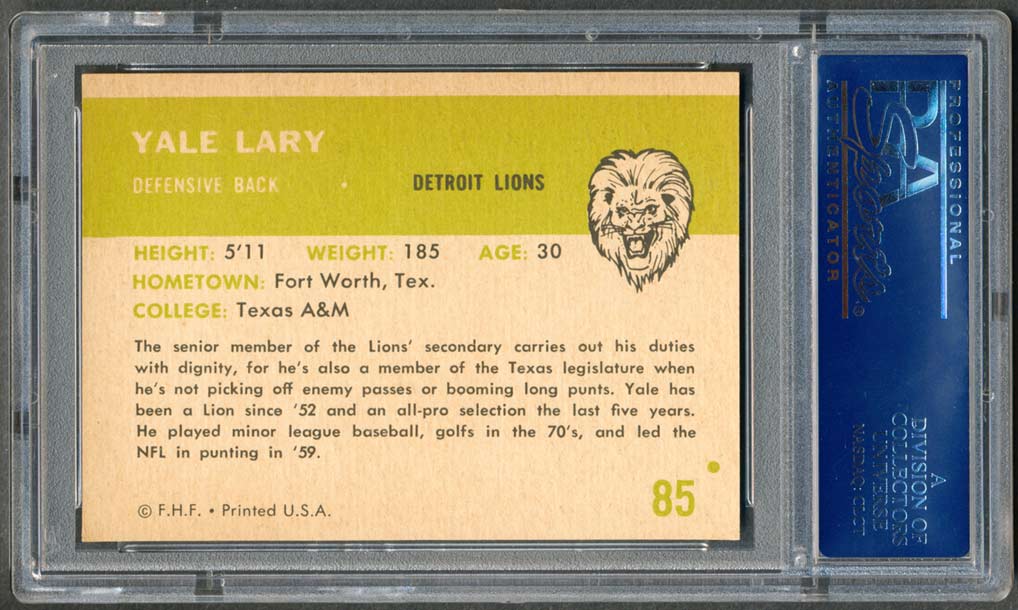 YALE LARY
DEFENSIVE BACK DETROIT LIONS
HEIGHT: 5'11 WEIGHT: 185 AGE: 30
HOMETOWN: Fort Worth, Tex.
COLLEGE: Texas A&M
The senior member of the Lions' secondary carries out his duties
with dignity, for he's also a member of the Texas legislature when
he's not picking off enemy passes or booming long punts. Yale has
been a Lion since '52 and an all-pro selection the last five years.
He played minor league baseball, golfs in the 70's, and led the
NFL in punting in '59.
85
© F.H.F. • Printed U.S.A.
PROFESSIONAL
PSA
Sports
AUTHENTICATOR
®
A
DIVISION OF
COLLECTORS
UNIVERSE
NASDAQ: CLCT